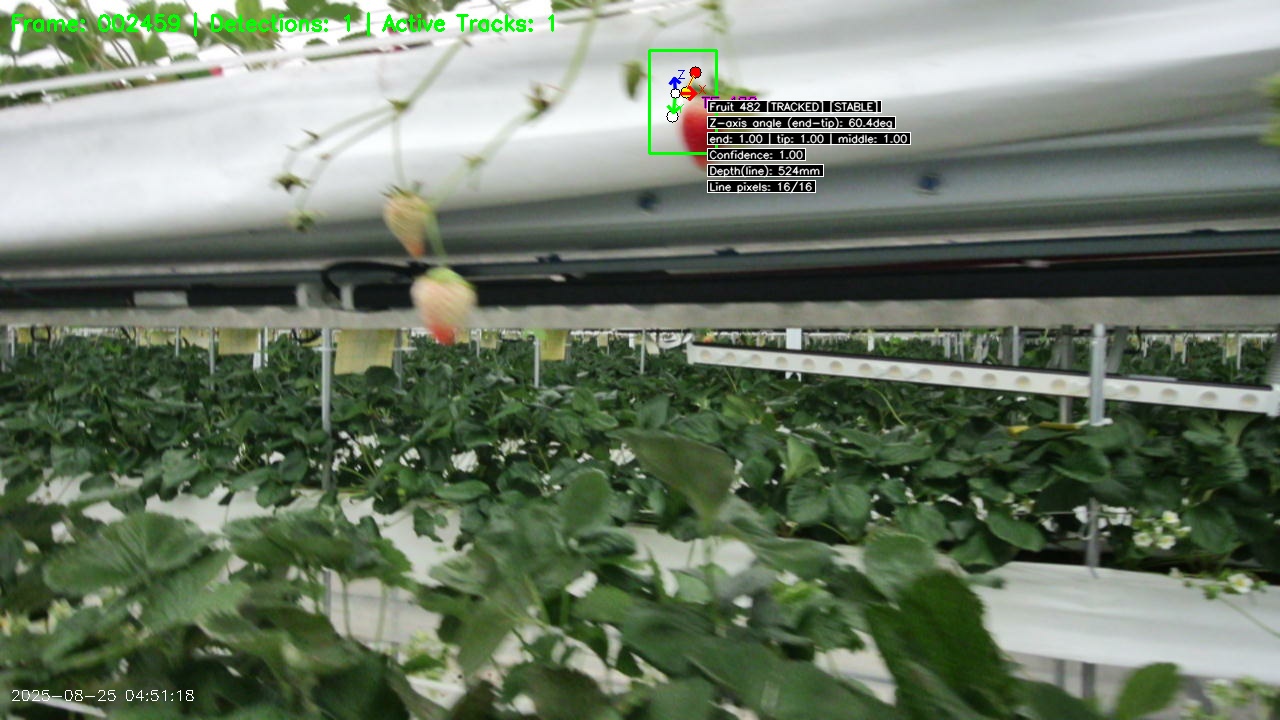 Frame: 002459 | Detections: 1 | Active Tracks: 1
Z
X
Fruit 482 [TRACKED] [STABLE]
Z-axis angle (end-tip): 60.4deg
end: 1.00 | tip: 1.00 | middle: 1.00
Confidence: 1.00
Depth(line): 524mm
Line pixels: 16/16
2025-08-25 04:51:18